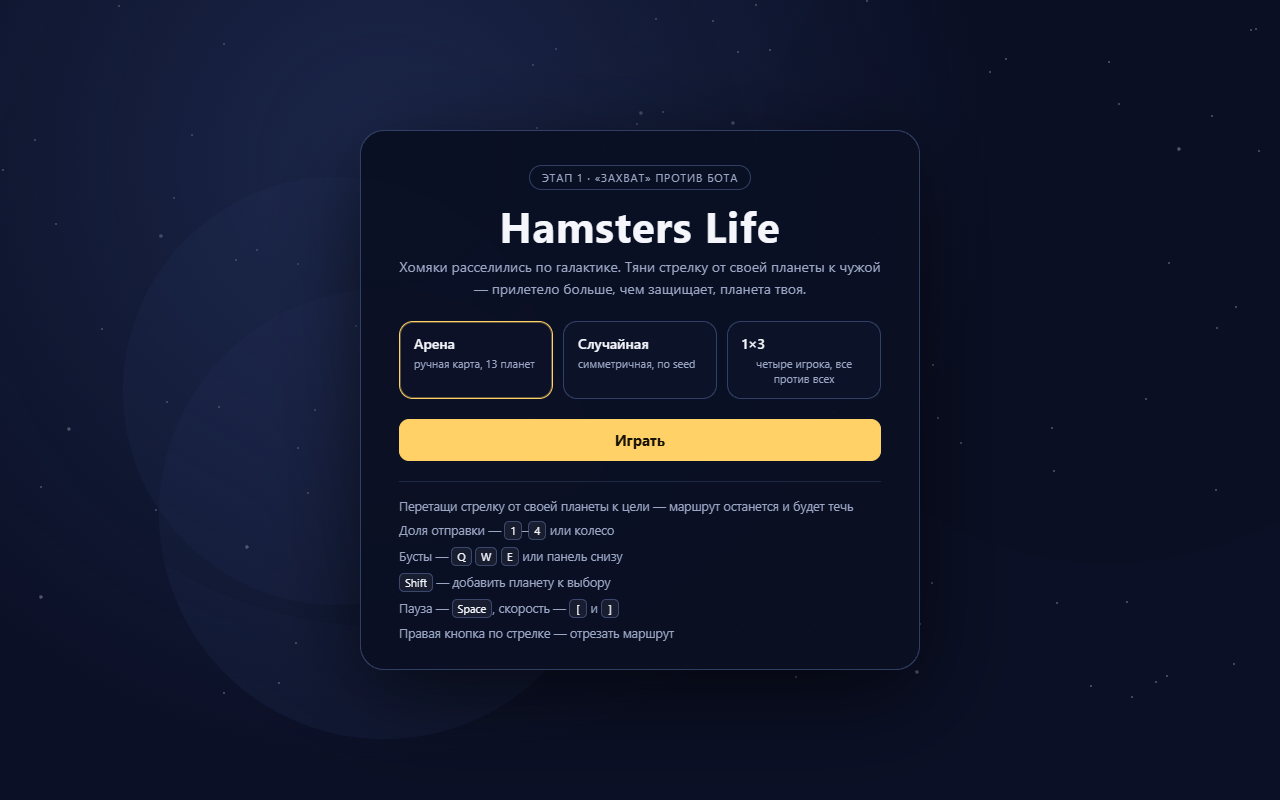 ЭТАП 1 · «ЗАХВАТ» ПРОТИВ БОТА
Hamsters Life
Хомяки расселились по галактике. Тяни стрелку от своей планеты к чужой
— прилетело больше, чем защищает, планета твоя.
Арена
ручная карта, 13 планет
Случайная
симметричная, по seed
1×3
четыре игрока, все
против всех
Играть
Перетащи стрелку от своей планеты к цели — маршрут останется и будет течь
Доля отправки — 1–4 или колесо
Бусты — Q W E или панель снизу
Shift — добавить планету к выбору
Пауза — Space, скорость — [ и ]
Правая кнопка по стрелке — отрезать маршрут